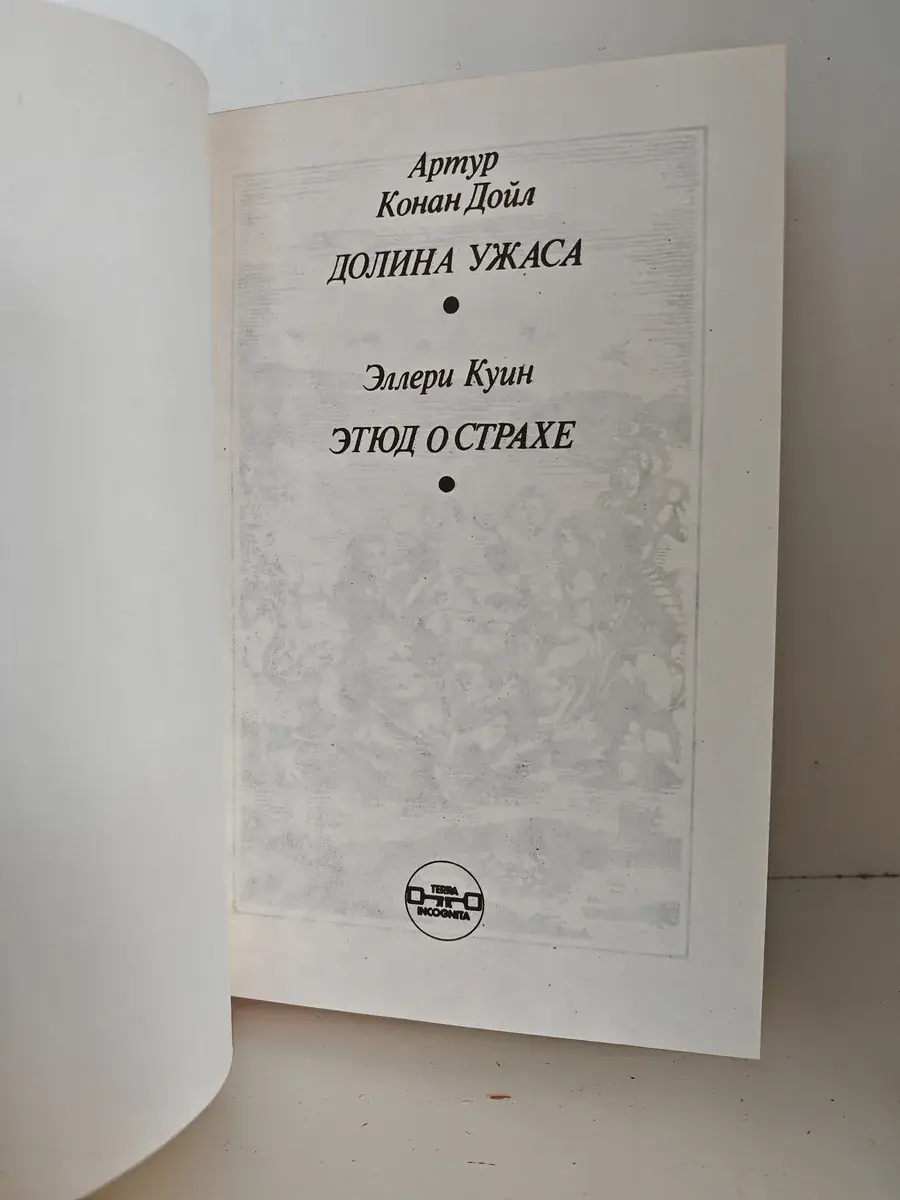 Артур
Конан Дойл
ДОЛИНА УЖАСА
Эллери Куин
ЭТЮД О СТРАХЕ
TERRA
INCOGNITA